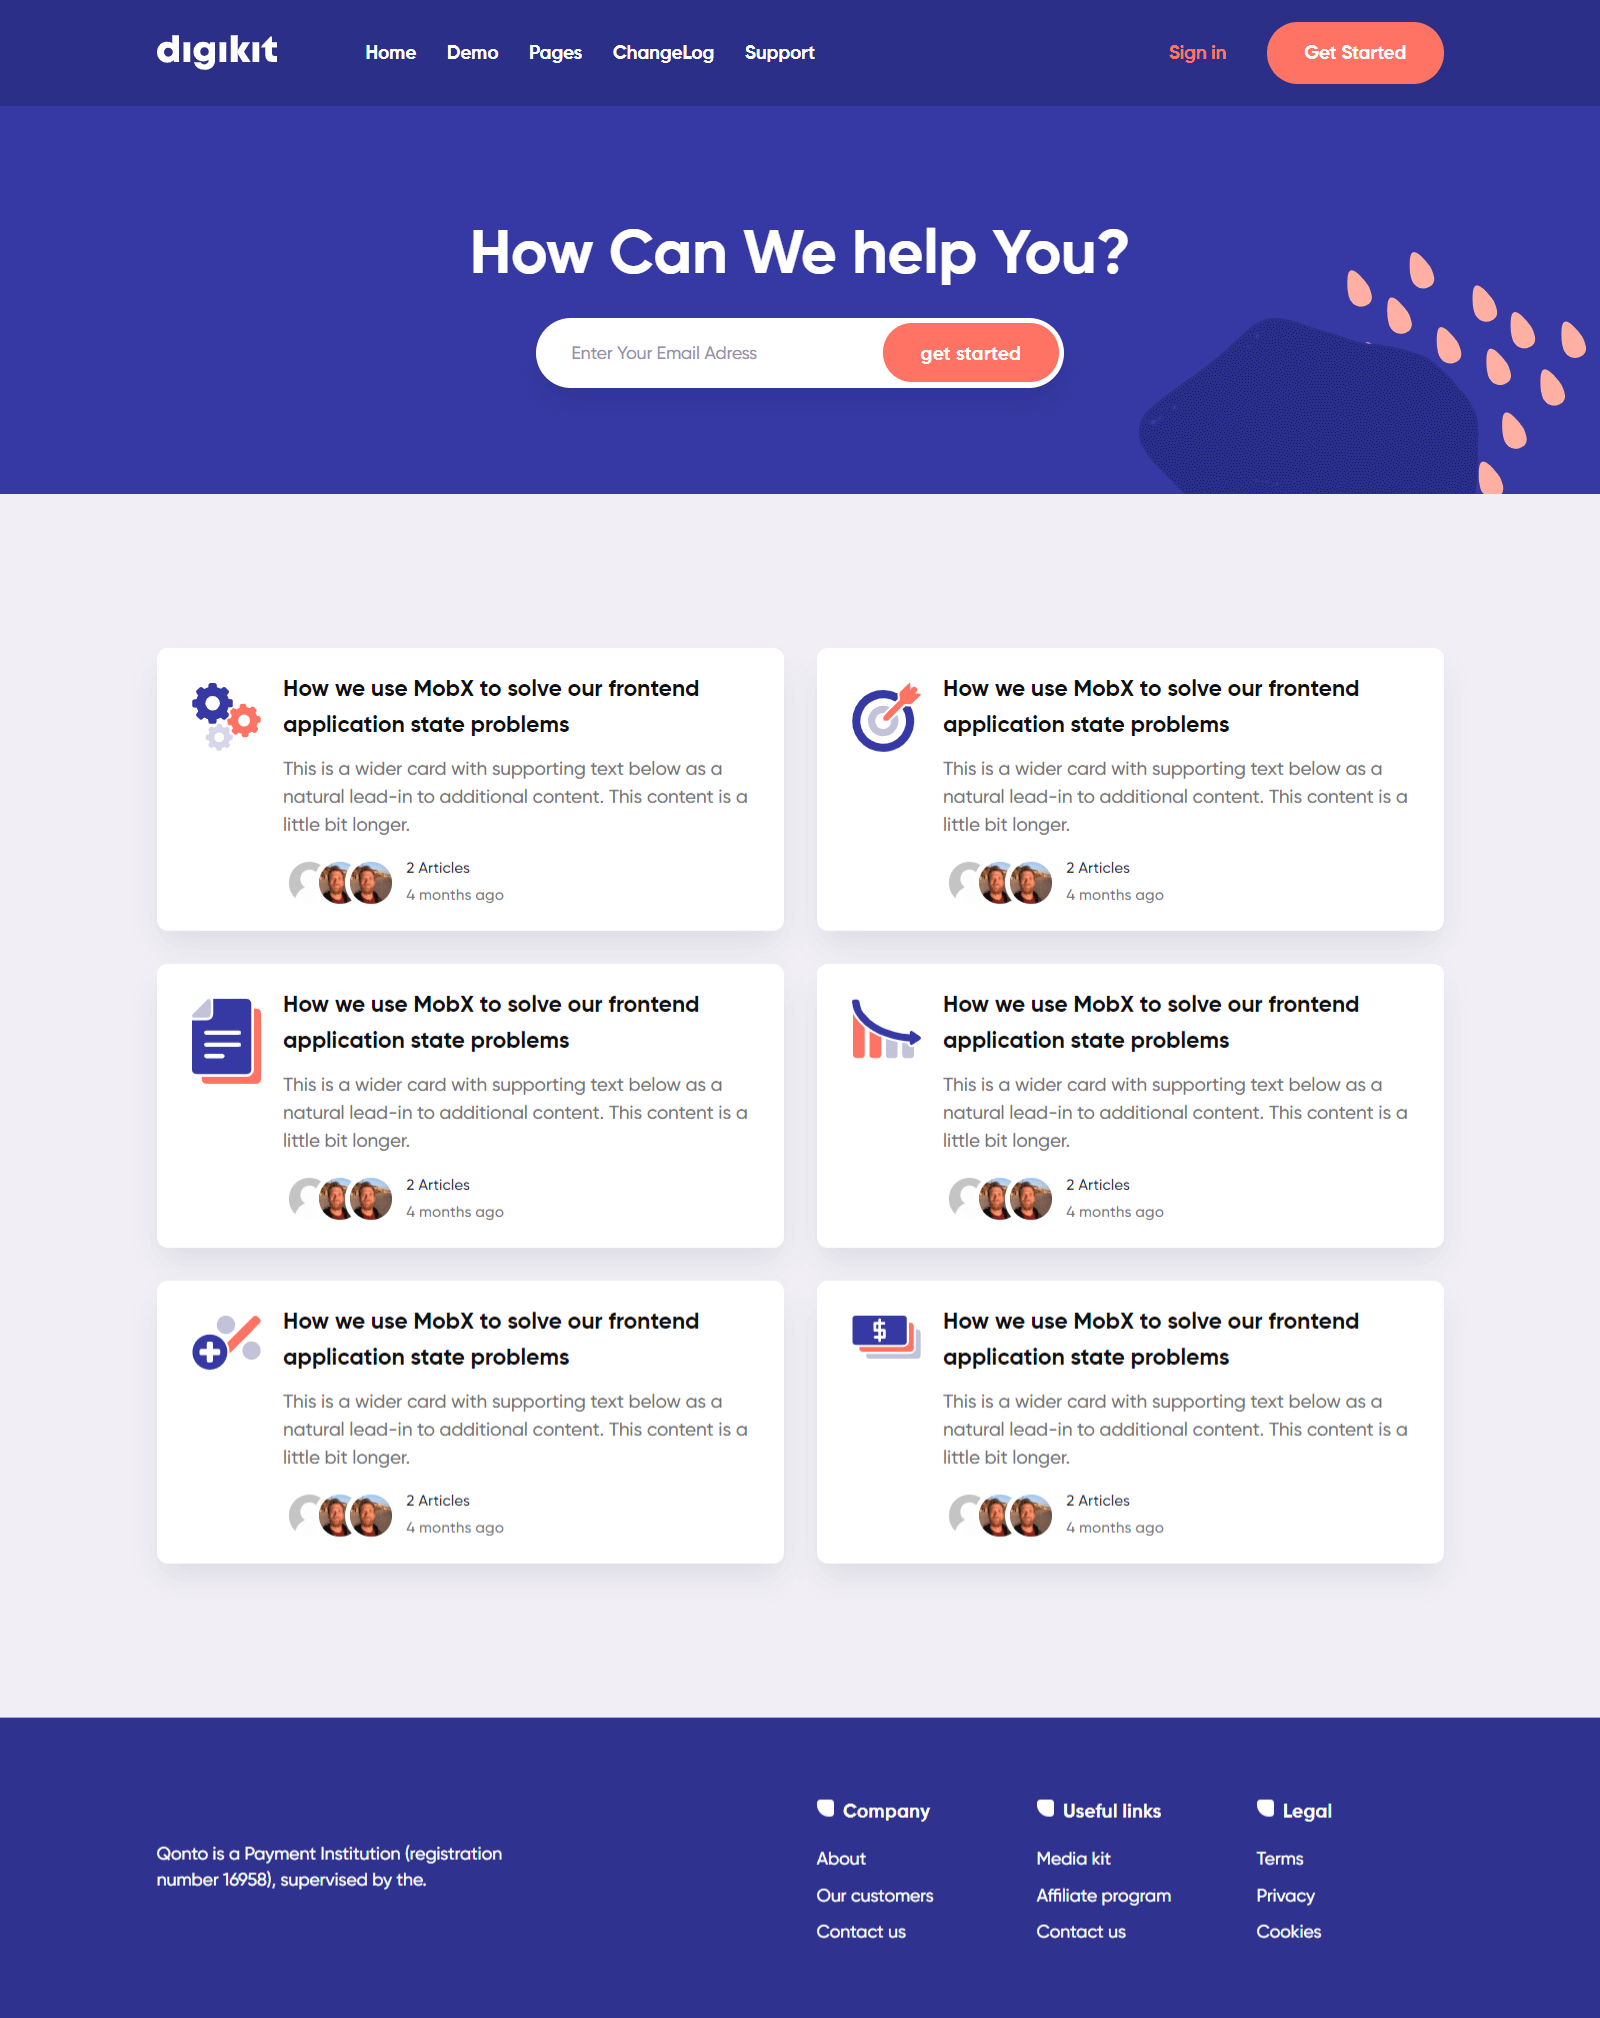 digikit
Home Demo Pages ChangeLog Support Sign in Get Started
How Can We help You?
Enter Your Email Adress get started
How we use MobX to solve our frontend
application state problems
This is a wider card with supporting text below as a
natural lead-in to additional content. This content is a
little bit longer.
2 Articles
4 months ago
How we use MobX to solve our frontend
application state problems
This is a wider card with supporting text below as a
natural lead-in to additional content. This content is a
little bit longer.
2 Articles
4 months ago
How we use MobX to solve our frontend
application state problems
This is a wider card with supporting text below as a
natural lead-in to additional content. This content is a
little bit longer.
2 Articles
4 months ago
How we use MobX to solve our frontend
application state problems
This is a wider card with supporting text below as a
natural lead-in to additional content. This content is a
little bit longer.
2 Articles
4 months ago
How we use MobX to solve our frontend
application state problems
This is a wider card with supporting text below as a
natural lead-in to additional content. This content is a
little bit longer.
2 Articles
4 months ago
$
How we use MobX to solve our frontend
application state problems
This is a wider card with supporting text below as a
natural lead-in to additional content. This content is a
little bit longer.
2 Articles
4 months ago
Qonto is a Payment Institution (registration
number 16958), supervised by the.
Company
About
Our customers
Contact us
Useful links
Media kit
Affiliate program
Contact us
Legal
Terms
Privacy
Cookies